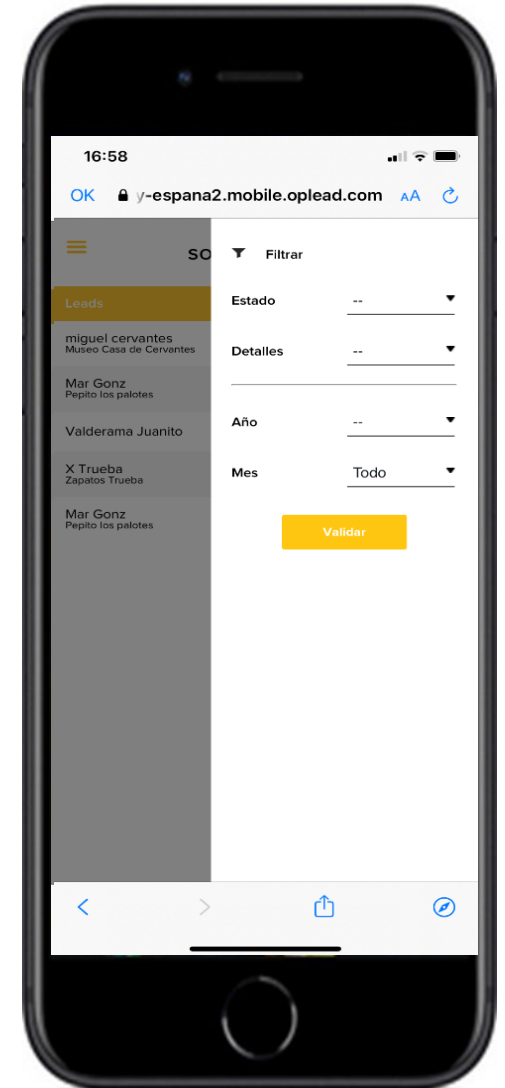 16:58
OK y-espana2.mobile.oplead.com AA
SO
Filtrar
Leads
Estado --
miguel cervantes
Museo Casa de Cervantes
Detalles --
Mar Gonz
Pepito los palotes
Valderama Juanito
Año --
X Trueba
Zapatos Trueba
Mes Todo
Mar Gonz
Pepito los palotes
Validar